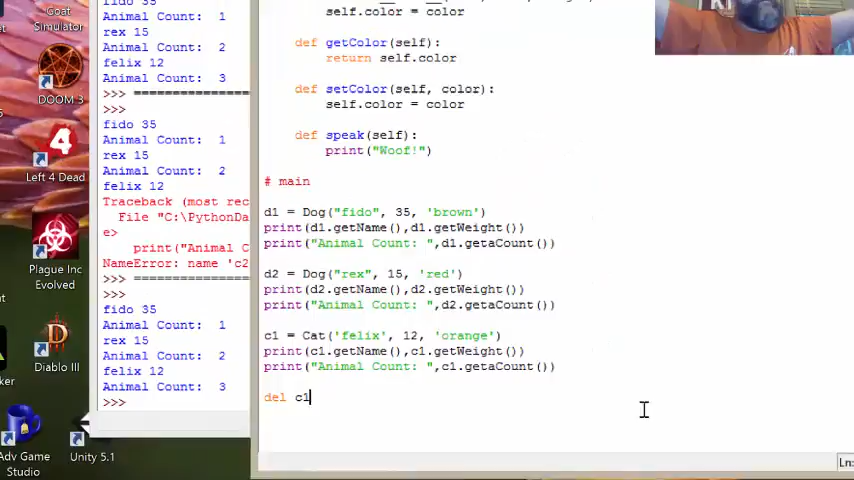 Goat
Simulator
DOOM 3
Left 4 Dead
Plague Inc
Evolved
Diablo III
Adv Game
Studio
Unity 5.1
fido 35
Animal Count:  1
rex 15
Animal Count:  2
felix 12
Animal Count:  3
>>> ================
>>>
fido 35
Animal Count:  1
rex 15
Animal Count:  2
felix 12
Traceback (most rec
  File "C:\PythonDa
e>
    print("Animal C
NameError: name 'c2
>>> ================
>>>
fido 35
Animal Count:  1
rex 15
Animal Count:  2
felix 12
Animal Count:  3
>>>
self.color = color
def getColor(self):
return self.color
def setColor(self, color):
self.color = color
def speak(self):
print("Woof!")
# main
d1 = Dog("fido", 35, 'brown')
print(d1.getName(),d1.getWeight())
print("Animal Count: ",d1.getaCount())
d2 = Dog("rex", 15, 'red')
print(d2.getName(),d2.getWeight())
print("Animal Count: ",d2.getaCount())
c1 = Cat('felix', 12, 'orange')
print(c1.getName(),c1.getWeight())
print("Animal Count: ",c1.getaCount())
del c1
Ln: